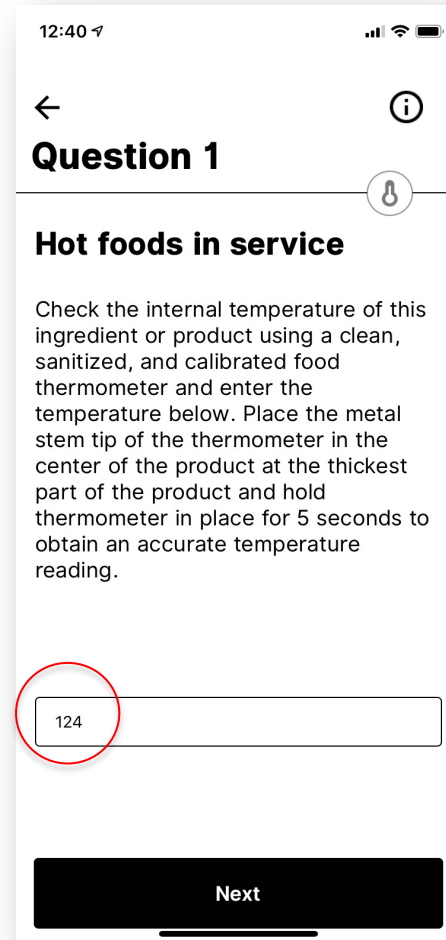 12:40
Question 1
Hot foods in service
Check the internal temperature of this
ingredient or product using a clean,
sanitized, and calibrated food
thermometer and enter the
temperature below. Place the metal
stem tip of the thermometer in the
center of the product at the thickest
part of the product and hold
thermometer in place for 5 seconds to
obtain an accurate temperature
reading.
124
Next